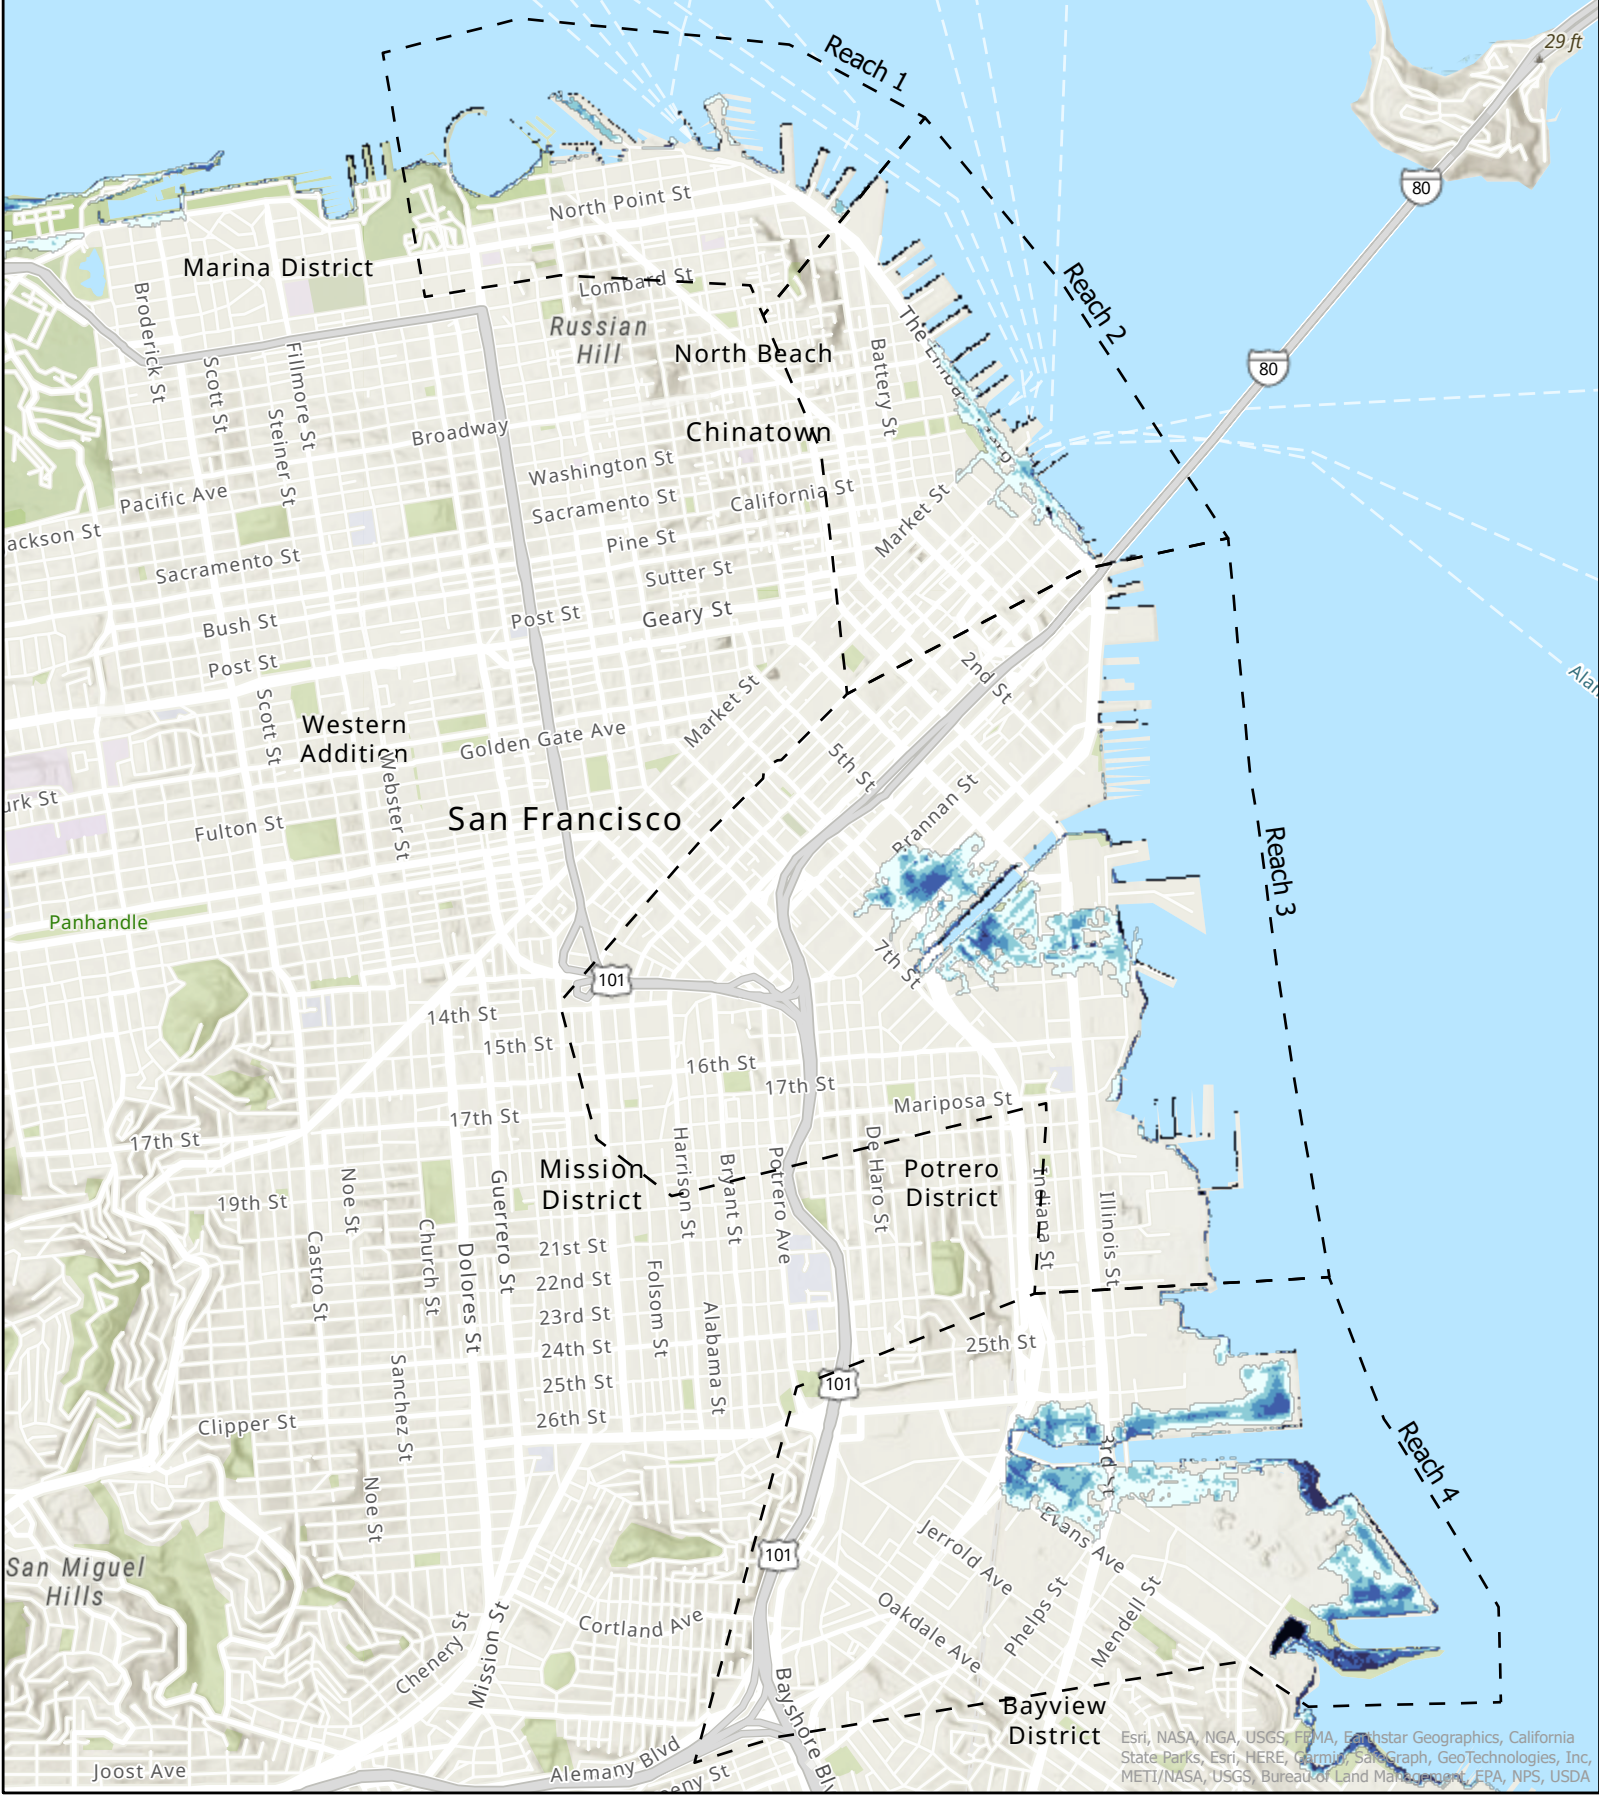 29 ft
Reach 1
80
North Point St
Marina District
Lombard St
Reach 2
Broderick St
Russian
Hill
The Embarc
Scott St
Fillmore St
North Beach
Battery St
80
Steiner St
Broadway
Chinatown
Washington St
Pacific Ave
Sacramento St
California St
Market St
ackson St
Pine St
Sacramento St
Sutter St
Bush St
Post St
Geary St
Post St
2nd St
Alan
Scott St
Market St
Western
Addition
Golden Gate Ave
5th St
Webster St
urk St
Fulton St
San Francisco
Brannan St
Reach 3
Panhandle
7th St
101
14th St
15th St
16th St
17th St
17th St
Mariposa St
17th St
Harrison St
De Haro St
Mission
District
Bryant St
Potrero Ave
Potrero
District
Indiana St
Illinois St
Noe St
19th St
Guerrero St
Castro St
Church St
Dolores St
21st St
22nd St
Folsom St
23rd St
Alabama St
24th St
25th St
Sanchez St
25th St
101
Clipper St
26th St
3rd St
Reach 4
Noe St
Evans Ave
Jerrold Ave
101
San Miguel
Hills
Phelps St
Mendell St
Oakdale Ave
Cortland Ave
Chenery St
Mission St
Bayshore Blv
Bayview
District
Alemany Blvd
Joost Ave
eny St
Esri, NASA, NGA, USGS, FEMA, Earthstar Geographics, California
State Parks, Esri, HERE, Garmin, SafeGraph, GeoTechnologies, Inc,
METI/NASA, USGS, Bureau of Land Management, EPA, NPS, USDA